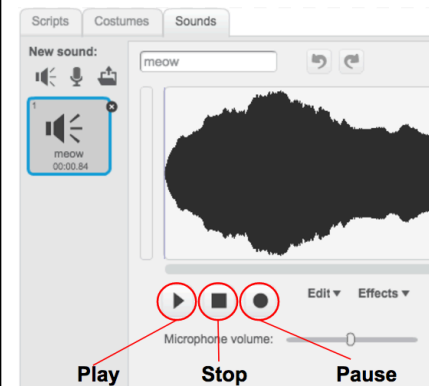 Scripts Costumes Sounds
New sound:
meow
1
meow
00:00.84
Edit Effects
Microphone volume:
Play Stop Pause